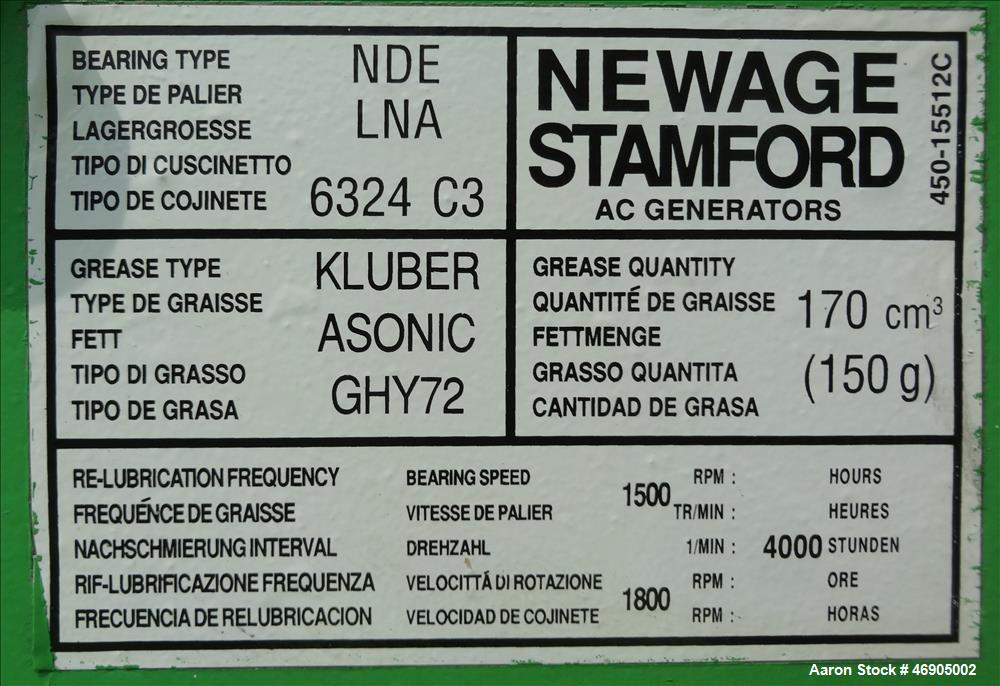 BEARING TYPE
TYPE DE PALIER
LAGERGROESSE
TIPO DI CUSCINETTO
TIPO DE COJINETE
NDE
LNA
6324 C3
NEWAGE
STAMFORD
AC GENERATORS
450-15512C
GREASE TYPE
TYPE DE GRAISSE
FETT
TIPO DI GRASSO
TIPO DE GRASA
KLUBER
ASONIC
GHY72
GREASE QUANTITY
QUANTITÉ DE GRAISSE
FETTMENGE
GRASSO QUANTITA
CANTIDAD DE GRASA
170 cm³
(150 g)
RE-LUBRICATION FREQUENCY
FREQUÉNCE DE GRAISSE
NACHSCHMIERUNG INTERVAL
RIF-LUBRIFICAZIONE FREQUENZA
FRECUENCIA DE RELUBRICACION
BEARING SPEED
VITESSE DE PALIER
DREHZAHL
VELOCITTÁ DI ROTAZIONE
VELOCIDAD DE COJINETE
1500
1800
RPM :
TR/MIN :
1/MIN :
RPM :
RPM :
4000
HOURS
HEURES
STUNDEN
ORE
HORAS
Aaron Stock # 46905002